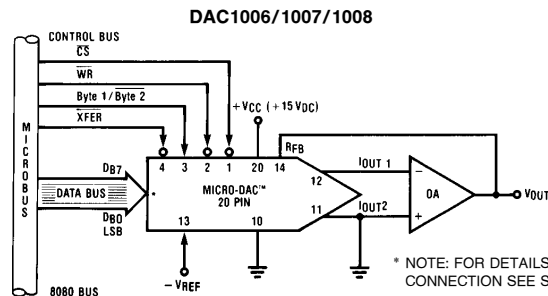 DAC1006/1007/1008
CONTROL BUS
CS
WR
Byte 1/Byte 2
XFER
MICROBUS
DB7
DATA BUS
DB0
LSB
8080 BUS
+VCC (+15 VDC)
RFB
4 3 2 1 20 14
MICRO-DAC™
20 PIN
*
12
11
13
10
IOUT 1
IOUT2
−
+
OA
VOUT
−VREF
* NOTE: FOR DETAILS
CONNECTION SEE S